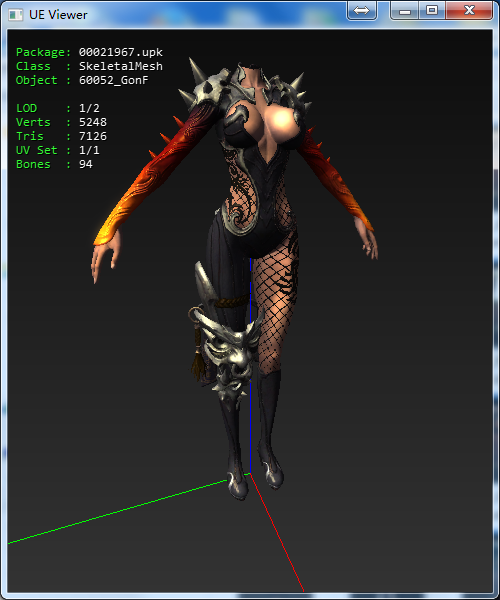 UE Viewer
Package: 00021967.upk
Class : SkeletalMesh
Object : 60052_GonF
LOD : 1/2
Verts : 5248
Tris : 7126
UV Set : 1/1
Bones : 94